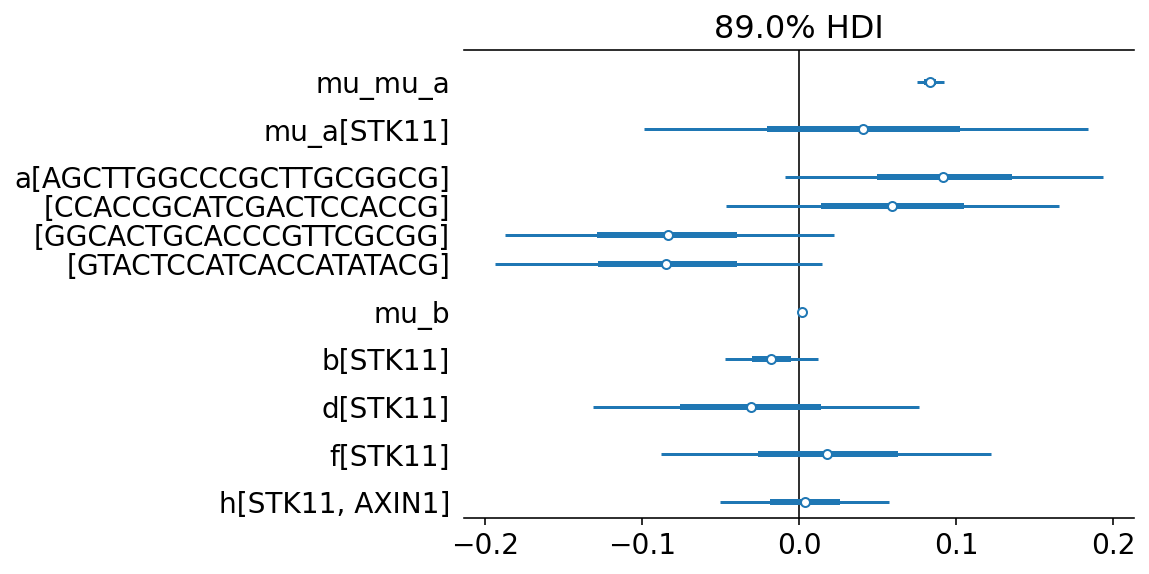 89.0% HDI
mu_mu_a
mu_a[STK11]
a[AGCTTGGCCCGCTTGCGGCG]
[CCACCGCATCGACTCCACCG]
[GGCACTGCACCCGTTCGCGG]
[GTACTCCATCACCATATACG]
mu_b
b[STK11]
d[STK11]
f[STK11]
h[STK11, AXIN1]
−0.2 −0.1 0.0 0.1 0.2